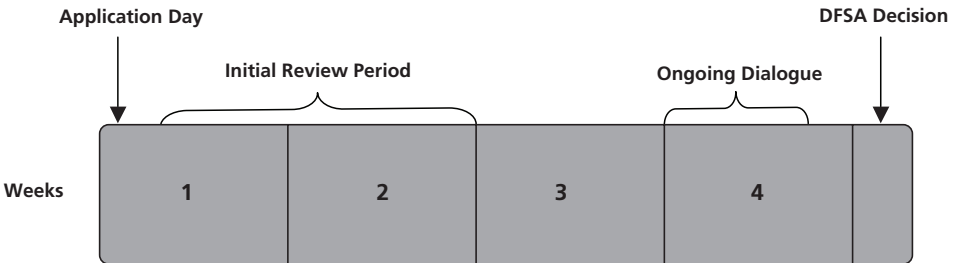 Application Day
DFSA Decision
Initial Review Period
Ongoing Dialogue
Weeks
1
2
3
4